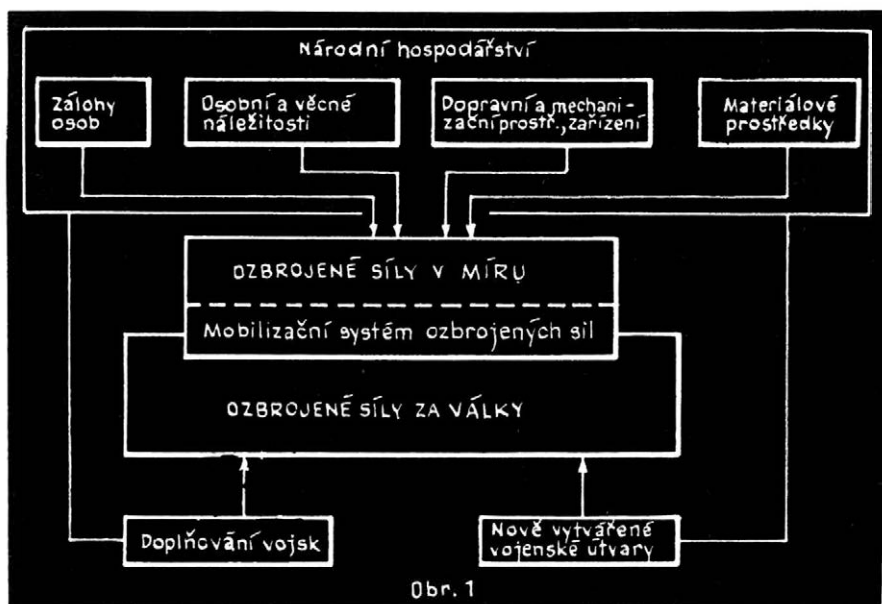 Národní hospodářství
Zálohy
osob
Osobní a věcné
náležitosti
Dopravní a mechani-
zační prostř., zařízení
Materiálové
prostředky
OZBROJENÉ SÍLY V MÍRU
Mobilizační systém ozbrojených sil
OZBROJENÉ SÍLY ZA VÁLKY
Doplňování vojsk
Nově vytvářené
vojenské útvary
Obr. 1